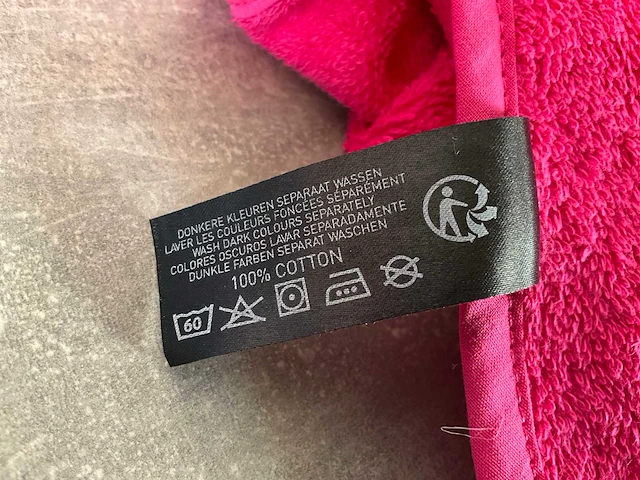 DONKERE KLEUREN SEPARAAT WASSEN
LAVER LES COULEURS FONCÉES SÉPARÉMENT
WASH DARK COLOURS SEPARATELY
COLORES OSCUROS LAVAR SEPARADAMENTE
DUNKLE FARBEN SEPARAT WASCHEN
100% COTTON
60